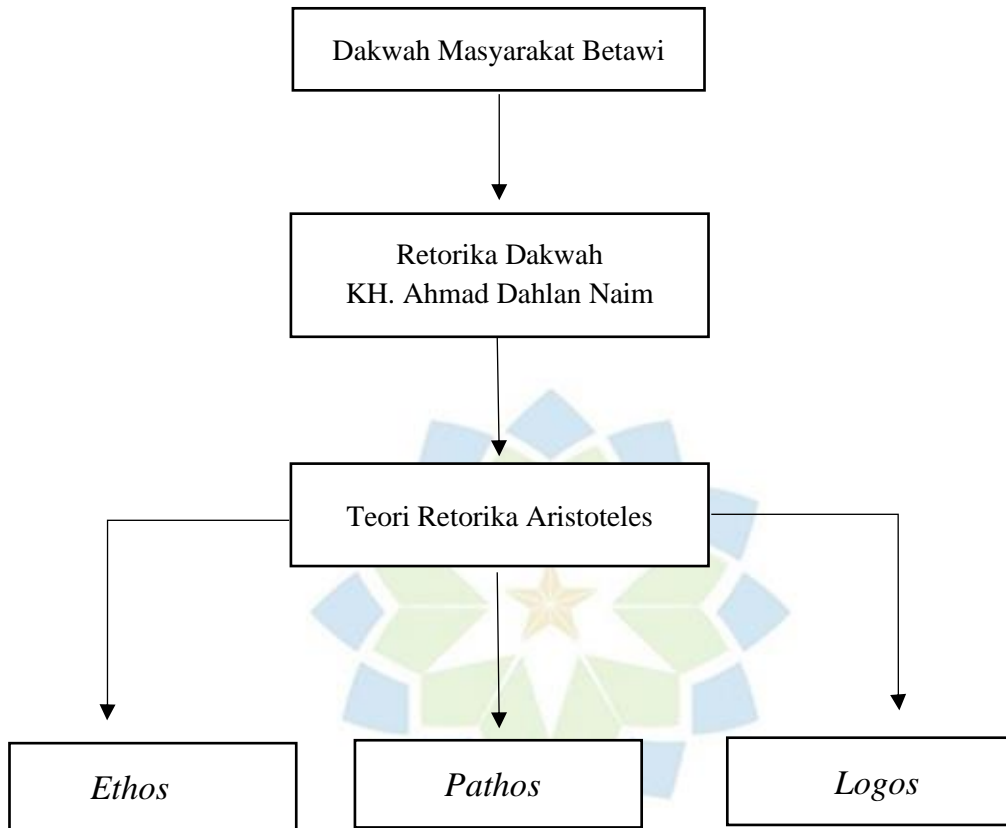 Dakwah Masyarakat Betawi
Retorika Dakwah
KH. Ahmad Dahlan Naim
Teori Retorika Aristoteles
Ethos
Pathos
Logos